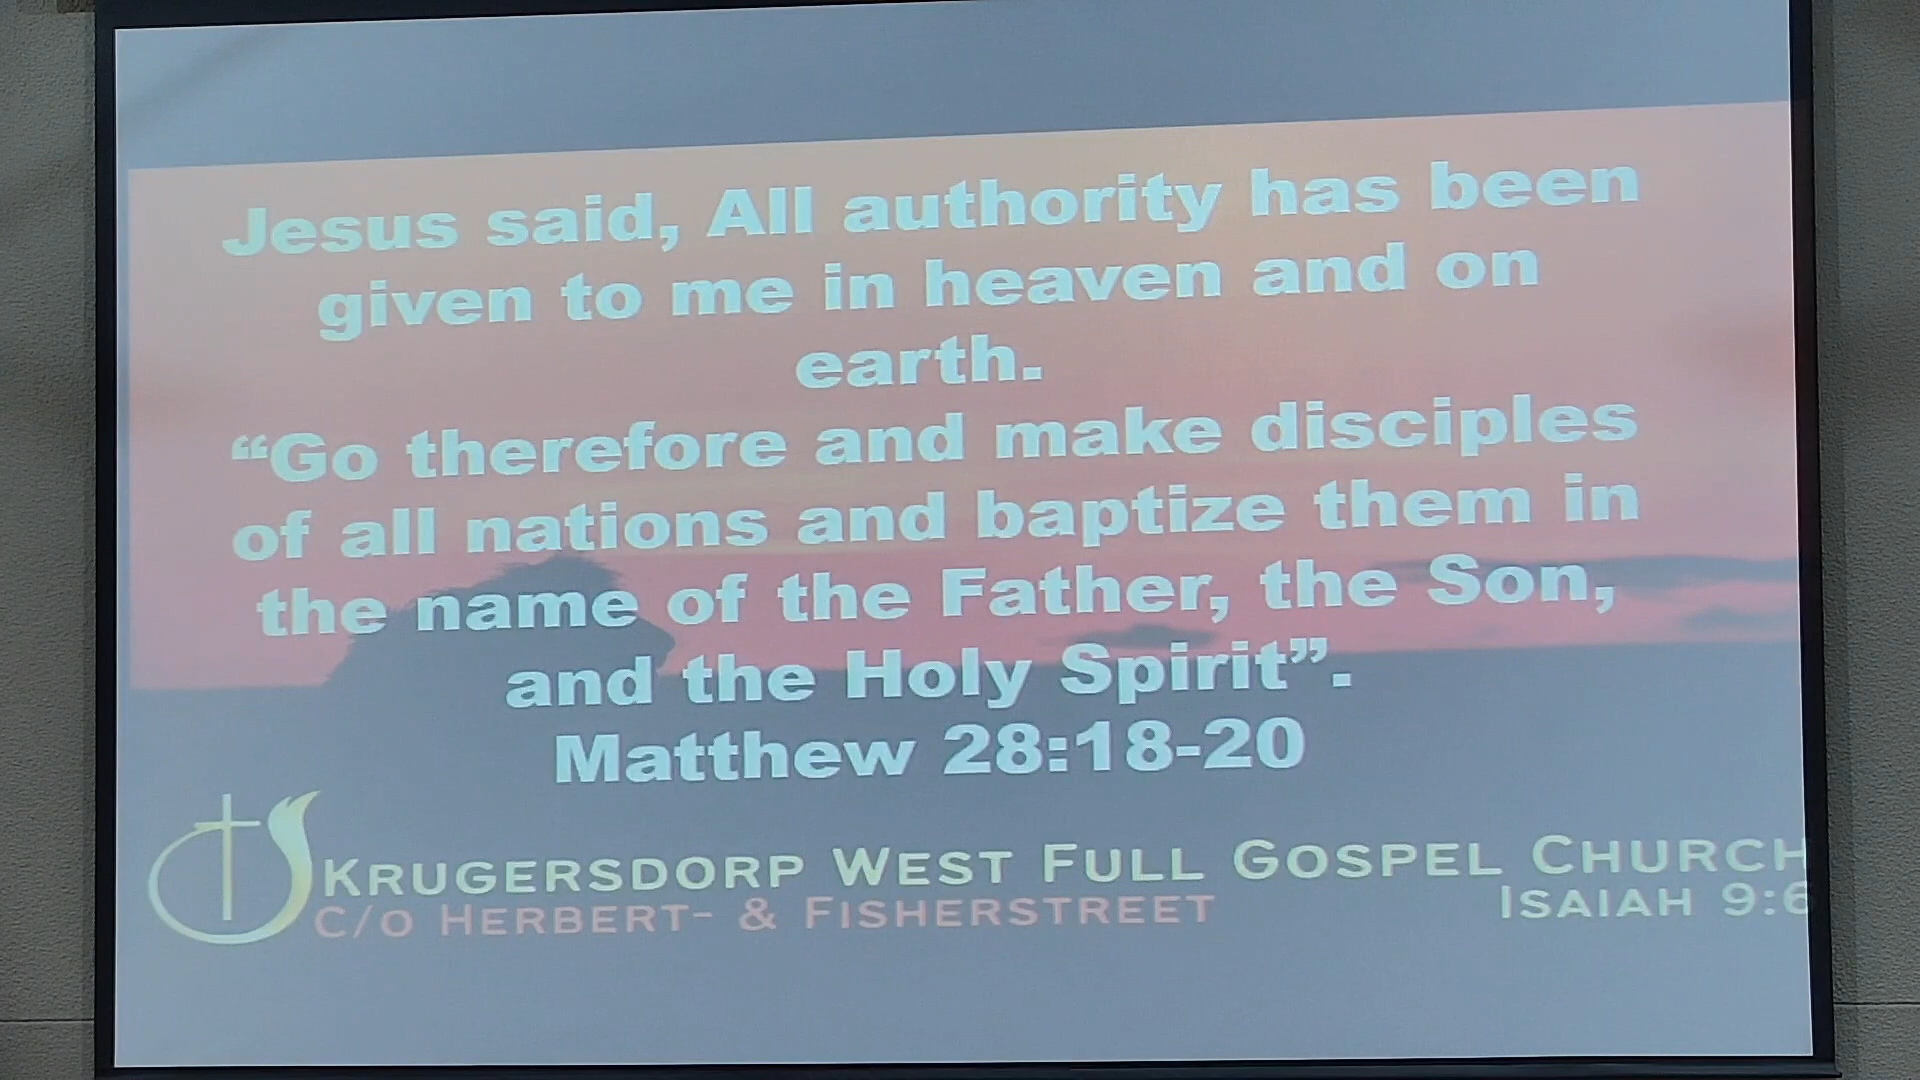 Jesus said, All authority has been
given to me in heaven and on
earth.
“Go therefore and make disciples
of all nations and baptize them in
the name of the Father, the Son,
and the Holy Spirit”.
Matthew 28:18-20
KRUGERSDORP WEST FULL GOSPEL CHURCH
C/O HERBERT- & FISHERSTREET
ISAIAH 9:6